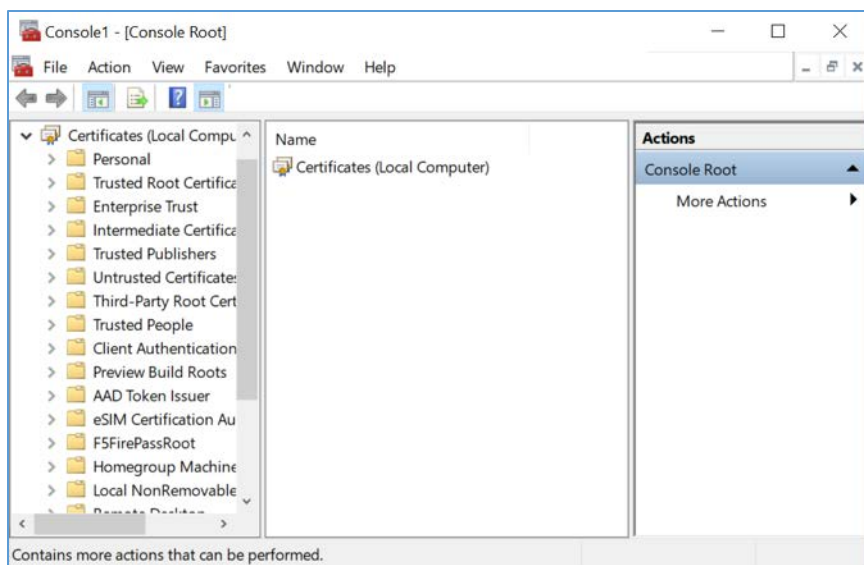 Console1 - [Console Root]
File Action View Favorites Window Help
Certificates (Local Compu
Personal
Trusted Root Certifica
Enterprise Trust
Intermediate Certifica
Trusted Publishers
Untrusted Certificate
Third-Party Root Cert
Trusted People
Client Authentication
Preview Build Roots
AAD Token Issuer
eSIM Certification Au
F5FirePassRoot
Homegroup Machine
Local NonRemovable
Remote Desktop
Name
Certificates (Local Computer)
Actions
Console Root
More Actions
Contains more actions that can be performed.